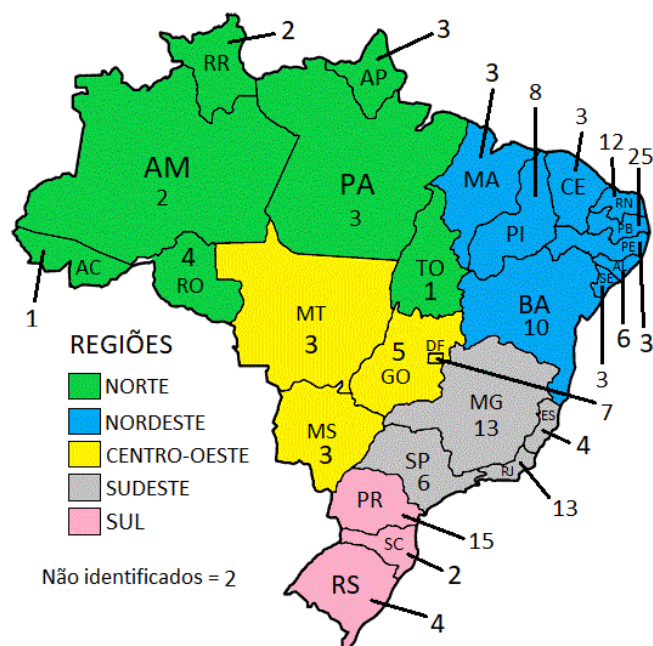 2
3
RR
AP
3
8
3
12
25
AM
2
PA
3
MA
CE
RN
PB
PI
PE
4
RO
AC
1
TO
1
SE
BA
10
6
3
3
MT
3
DF
5
GO
7
REGIÕES
NORTE
NORDESTE
CENTRO-OESTE
SUDESTE
SUL
MG
13
ES
4
MS
3
SP
6
RJ
13
PR
15
SC
2
RS
4
Não identificados = 2